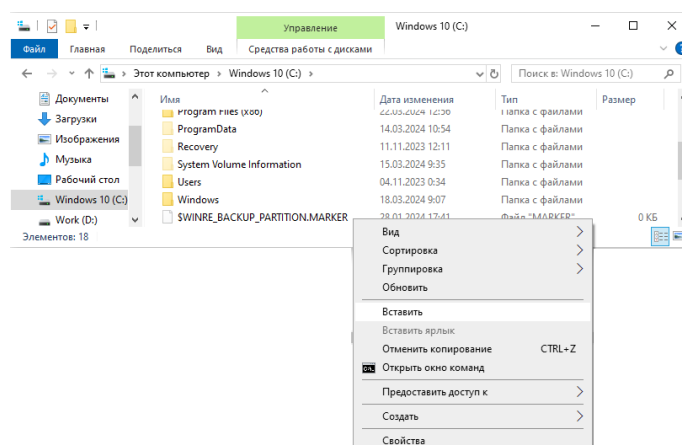 Управление
Windows 10 (C:)
Файл
Главная
Поделиться
Вид
Средства работы с дисками
Этот компьютер
Windows 10 (C:)
Поиск в: Windows 10 (C:)
Документы
Загрузки
Изображения
Музыка
Рабочий стол
Windows 10 (C:)
Work (D:)
Имя
Дата изменения
Тип
Размер
Program Files (x86) 22.03.2024 12:56 Папка с файлами
ProgramData 14.03.2024 10:54 Папка с файлами
Recovery 11.11.2023 12:11 Папка с файлами
System Volume Information 15.03.2024 9:35 Папка с файлами
Users 04.11.2023 0:34 Папка с файлами
Windows 18.03.2024 9:07 Папка с файлами
$WINRE_BACKUP_PARTITION.MARKER 28.01.2024 17:41 Файл "MARKER" 0 КБ
Элементов: 18
Вид
Сортировка
Группировка
Обновить
Вставить
Вставить ярлык
Отменить копирование CTRL+Z
Открыть окно команд
Предоставить доступ к
Создать
Свойства